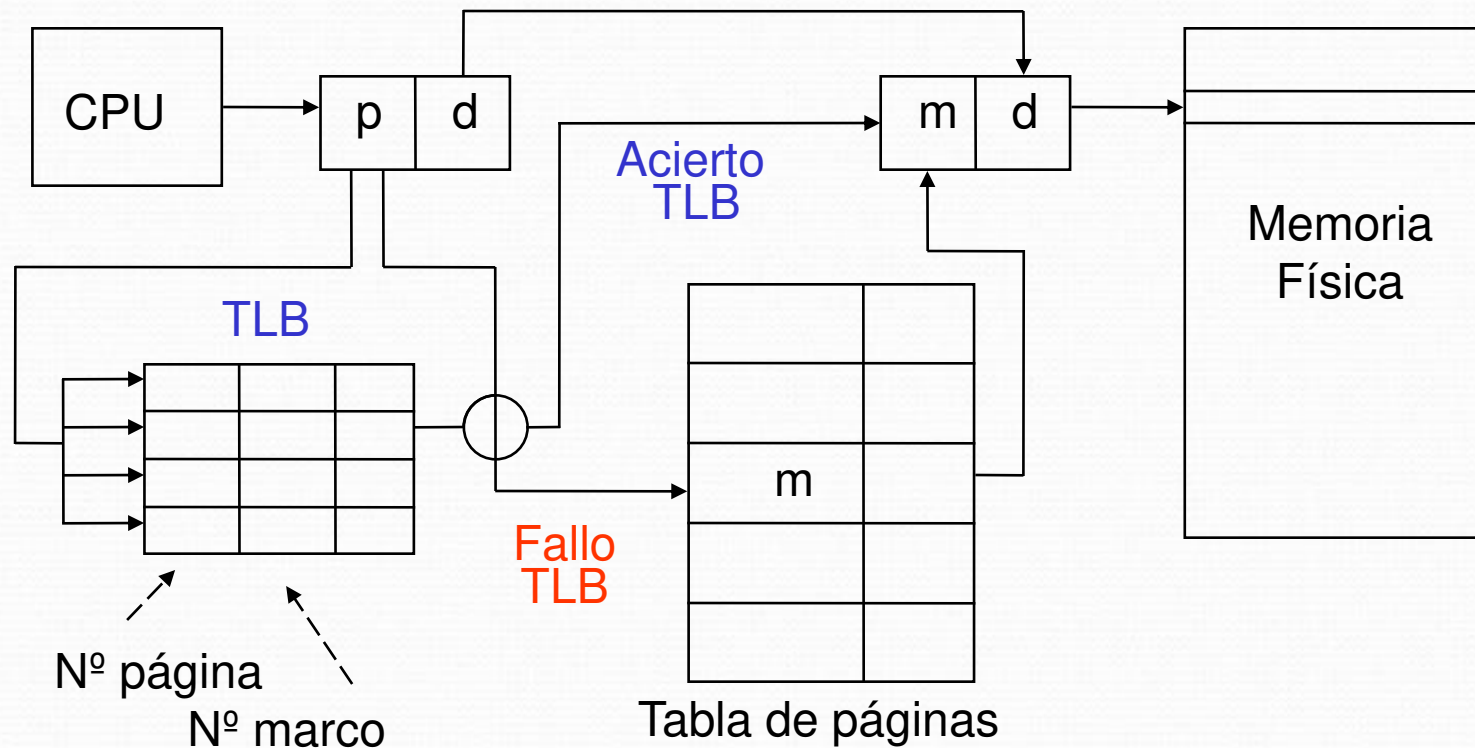 CPU
p
d
m
d
Acierto
TLB
Memoria
Física
TLB
m
Fallo
TLB
Nº página
Nº marco
Tabla de páginas